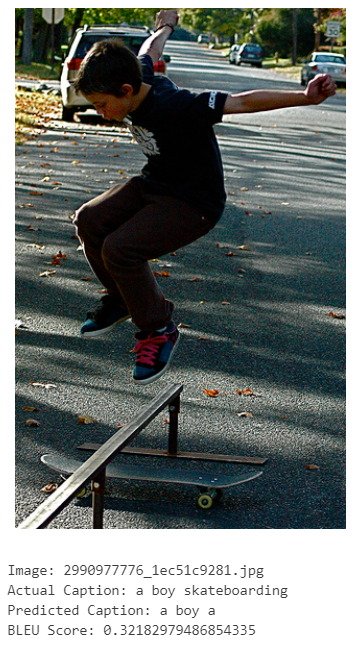 Image: 2990977776_1ec51c9281.jpg
Actual Caption: a boy skateboarding
Predicted Caption: a boy a
BLEU Score: 0.32182979486854335